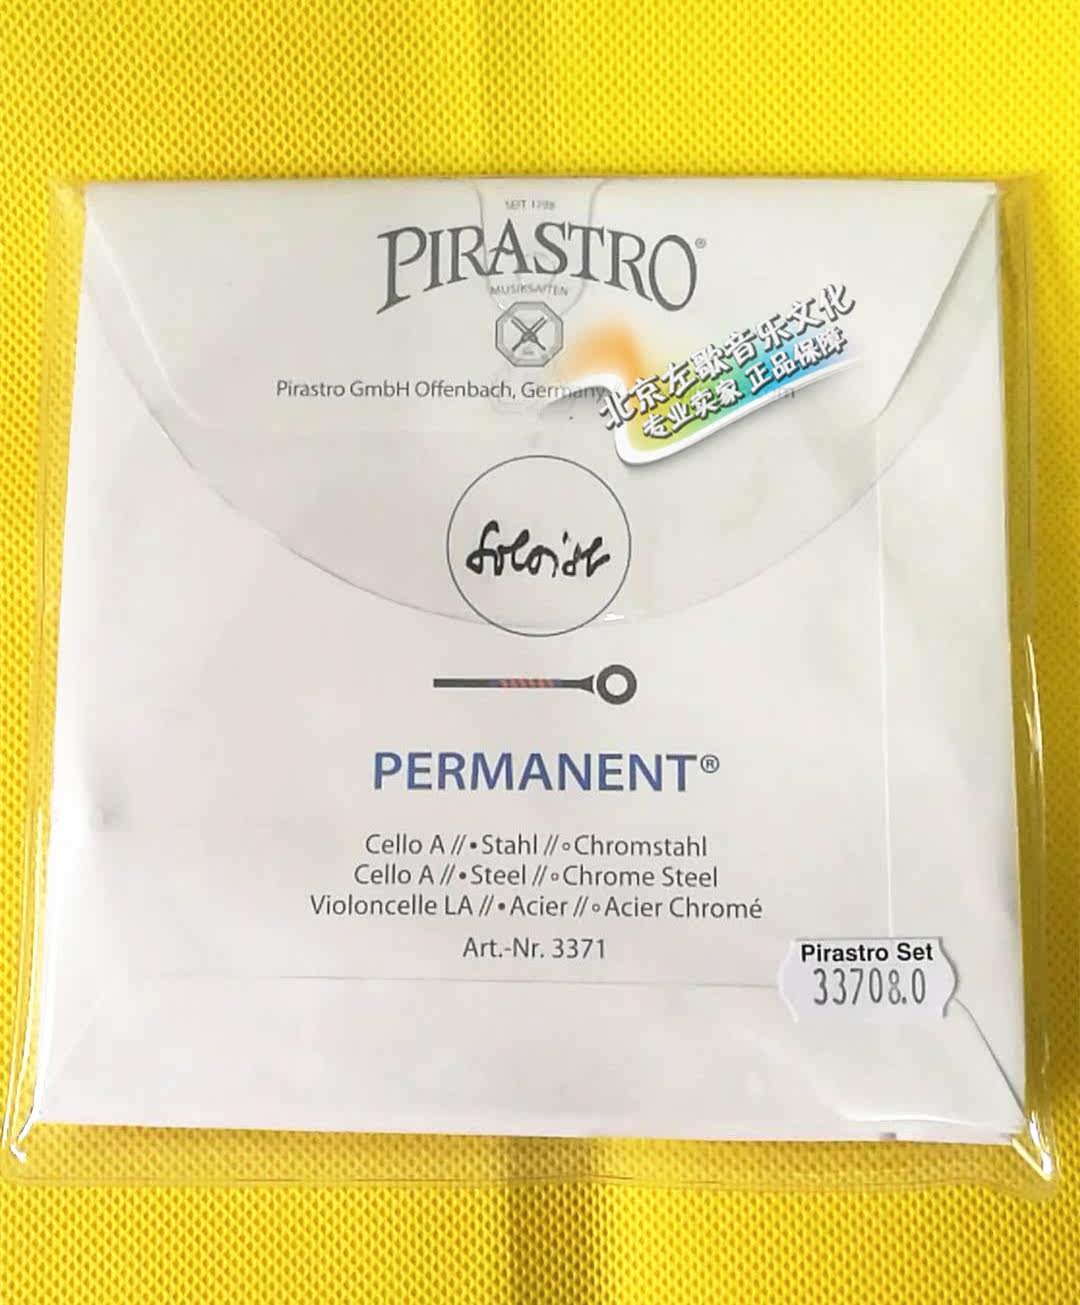 SEIT 1798
PIRASTRO®
MUSIKSAITEN
Pirastro GmbH Offenbach, Germany
北京左歌音乐文化
专业卖家 正品保障
Soloist
PERMANENT®
Cello A // • Stahl // ∘ Chromstahl
Cello A // • Steel // ∘ Chrome Steel
Violoncelle LA // • Acier // ∘ Acier Chromé
Art.-Nr. 3371
Pirastro Set
33708.0